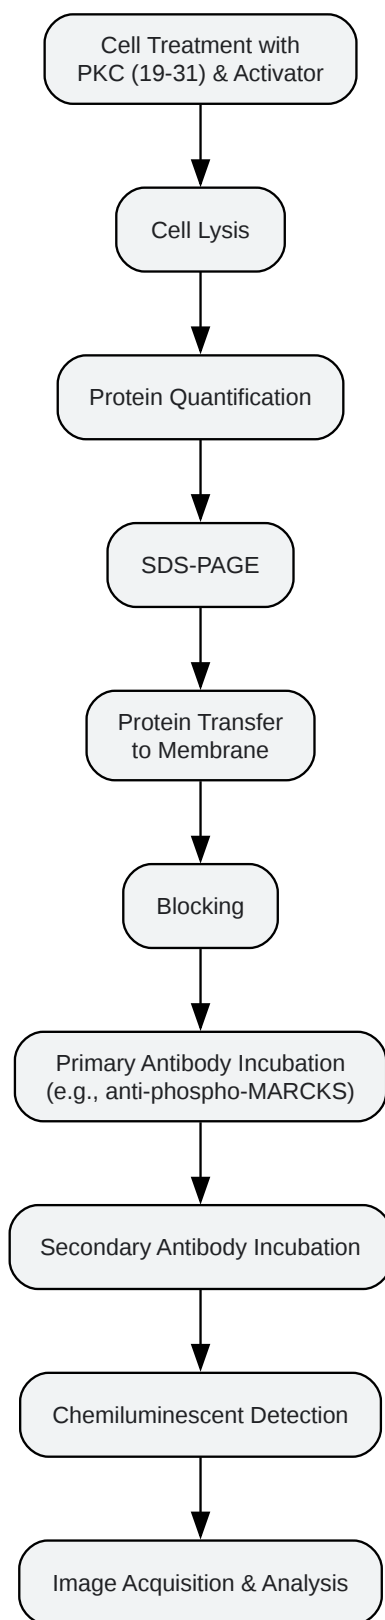 Cell Treatment with
PKC (19-31) & Activator
Cell Lysis
Protein Quantification
SDS-PAGE
Protein Transfer
to Membrane
Blocking
Primary Antibody Incubation
(e.g., anti-phospho-MARCKS)
Secondary Antibody Incubation
Chemiluminescent Detection
Image Acquisition & Analysis